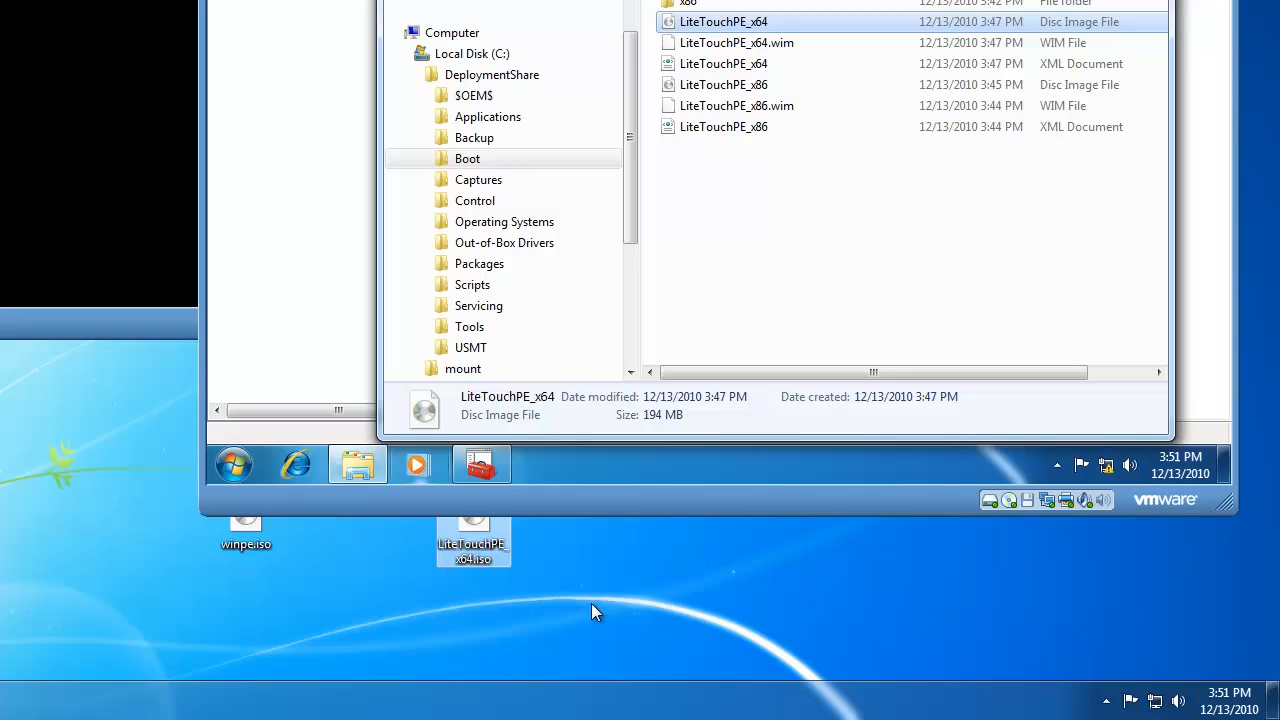 x86 12/13/2010 3:42 PM File folder
Computer
LiteTouchPE_x64 12/13/2010 3:47 PM Disc Image File
Local Disk (C:)
LiteTouchPE_x64.wim 12/13/2010 3:47 PM WIM File
DeploymentShare
LiteTouchPE_x64 12/13/2010 3:47 PM XML Document
$OEM$
LiteTouchPE_x86 12/13/2010 3:45 PM Disc Image File
Applications
LiteTouchPE_x86.wim 12/13/2010 3:44 PM WIM File
Backup
LiteTouchPE_x86 12/13/2010 3:44 PM XML Document
Boot
Captures
Control
Operating Systems
Out-of-Box Drivers
Packages
Scripts
Servicing
Tools
USMT
mount
LiteTouchPE_x64 Date modified: 12/13/2010 3:47 PM Date created: 12/13/2010 3:47 PM
Disc Image File Size: 194 MB
3:51 PM
12/13/2010
vmware
winpe.iso
LiteTouchPE_
x64.iso
3:51 PM
12/13/2010